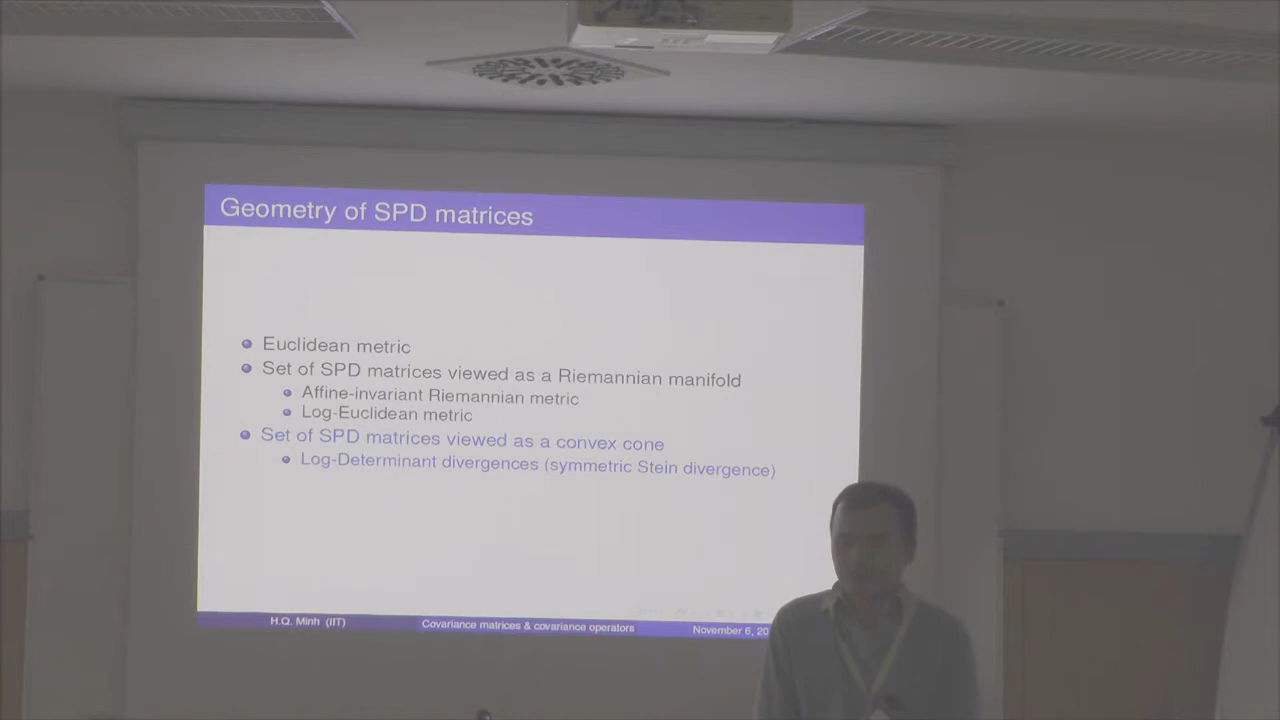 Geometry of SPD matrices
Euclidean metric
Set of SPD matrices viewed as a Riemannian manifold
Affine-invariant Riemannian metric
Log-Euclidean metric
Set of SPD matrices viewed as a convex cone
Log-Determinant divergences (symmetric Stein divergence)
H.Q. Minh (IIT) Covariance matrices & covariance operators November 6, 20